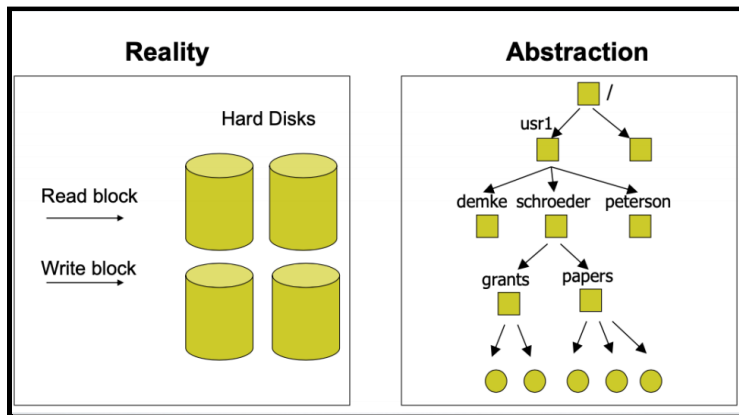 Reality
Hard Disks
Read block
Write block
Abstraction
/
usr1
demke schroeder peterson
grants papers